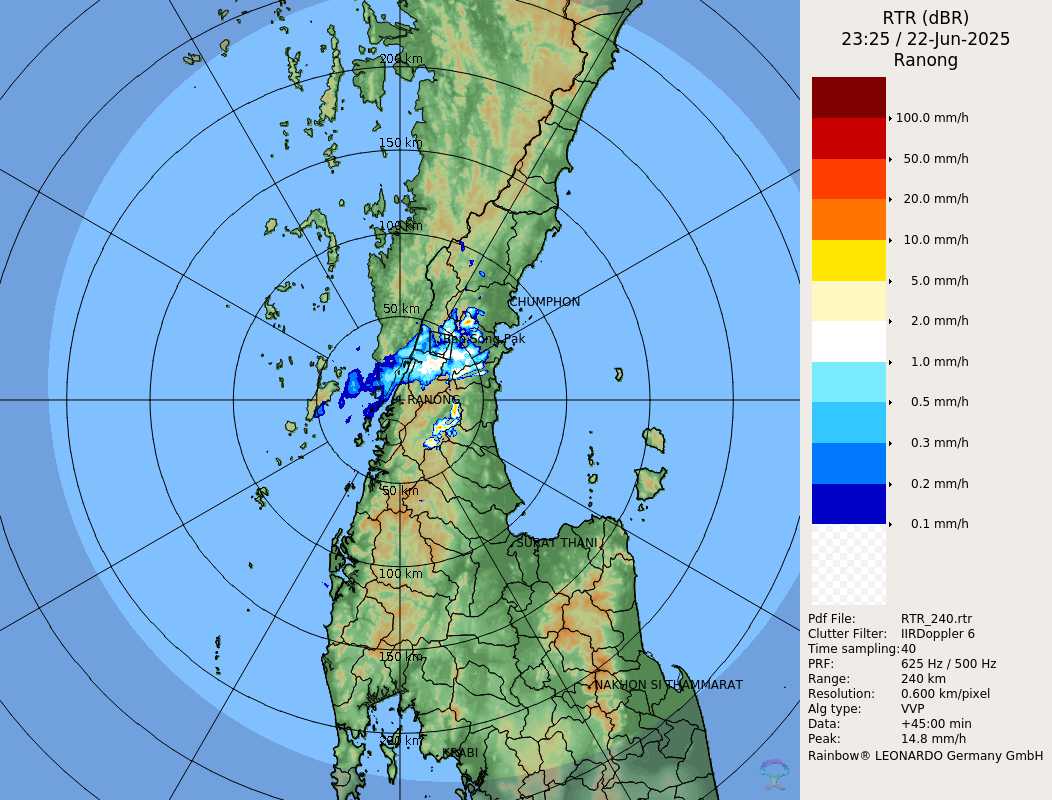 RTR (dBR)
23:25 / 22-Jun-2025
Ranong
100.0 mm/h
50.0 mm/h
20.0 mm/h
10.0 mm/h
5.0 mm/h
2.0 mm/h
1.0 mm/h
0.5 mm/h
0.3 mm/h
0.2 mm/h
0.1 mm/h
Pdf File: RTR_240.rtr
Clutter Filter: IIRDoppler 6
Time sampling: 40
PRF: 625 Hz / 500 Hz
Range: 240 km
Resolution: 0.600 km/pixel
Alg type: VVP
Data: +45:00 min
Peak: 14.8 mm/h
Rainbow® LEONARDO Germany GmbH
200 km
150 km
100 km
50 km
CHUMPHON
RANONG
50 km
SURAT THANI
100 km
150 km
NAKHON SI THAMMARAT
200 km
KRABI